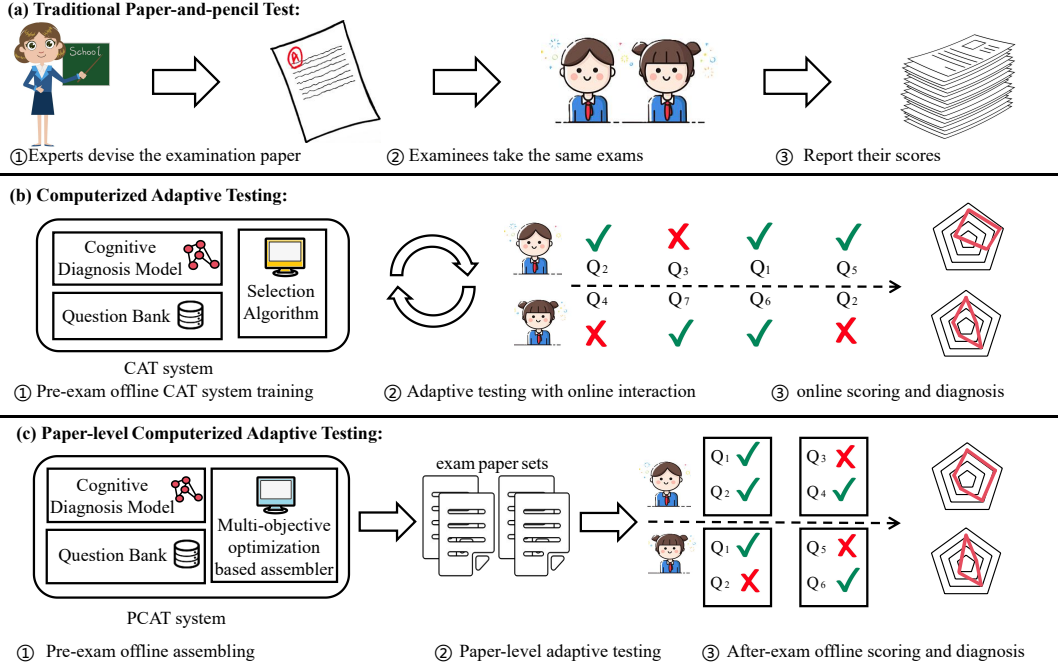 (a) Traditional Paper-and-pencil Test:
School
A
①Experts devise the examination paper
② Examinees take the same exams
③ Report their scores
(b) Computerized Adaptive Testing:
Cognitive
Diagnosis Model
Question Bank
Selection
Algorithm
CAT system
Q2 Q3 Q1 Q5
Q4 Q7 Q6 Q2
① Pre-exam offline CAT system training
② Adaptive testing with online interaction
③ online scoring and diagnosis
(c) Paper-level Computerized Adaptive Testing:
Cognitive
Diagnosis Model
Question Bank
Multi-objective
optimization
based assembler
PCAT system
exam paper sets
Q1
Q2
Q3
Q4
Q1
Q2
Q5
Q6
① Pre-exam offline assembling
② Paper-level adaptive testing
③ After-exam offline scoring and diagnosis